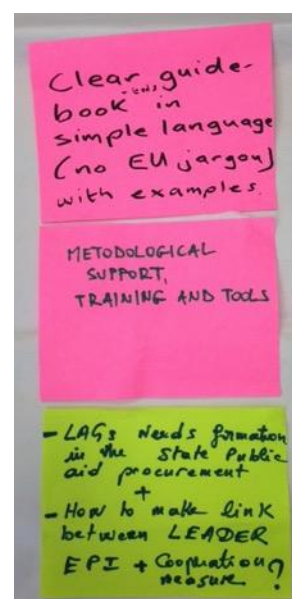 Clear guide-
book in
simple language
(no EU jargon)
with examples.
METODOLOGICAL
SUPPORT,
TRAINING AND TOOLS
- LAGs Needs formation
in the State Public
aid procurement
+
- How to make link
between LEADER
EPI + Cooperation
measure ?